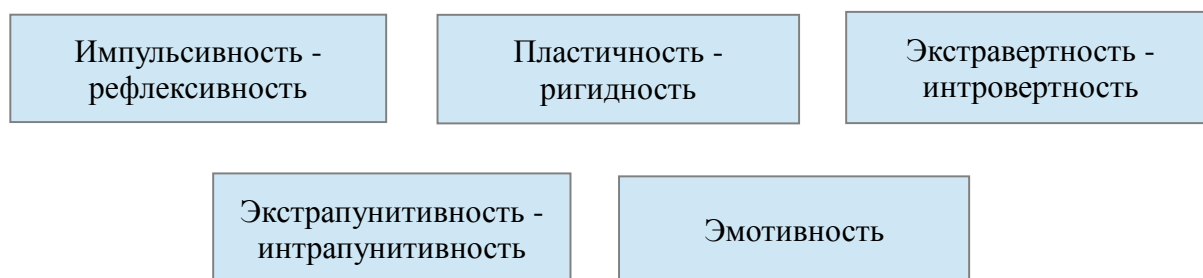 Импульсивность -
рефлексивность
Пластичность -
ригидность
Экстравертность -
интровертность
Экстрапунитивность -
интрапунитивность
Эмотивность